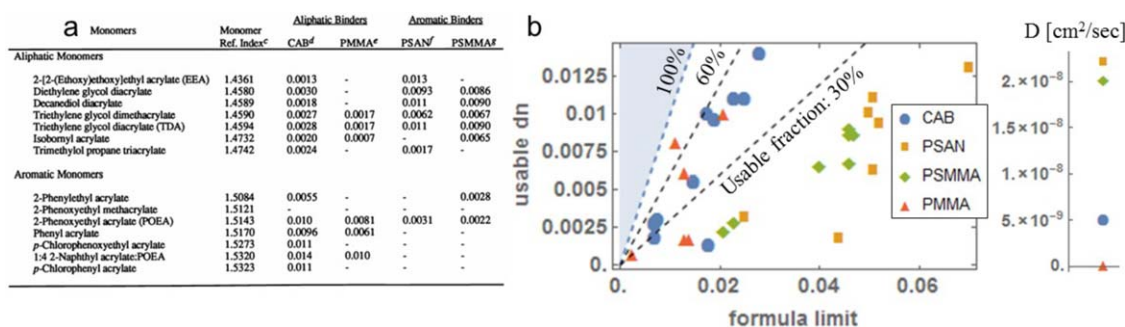 a
Monomers Monomer Aliphatic Binders Aromatic Binders
Ref. Index^c CAB^d PMMA^e PSAN^f PSMMA^g
Aliphatic Monomers
2-[2-(Ethoxy)ethoxy]ethyl acrylate (EEA) 1.4361 0.0013 - 0.013 -
Diethylene glycol diacrylate 1.4580 0.0030 - 0.0093 0.0086
Decanediol diacrylate 1.4589 0.0018 - 0.011 0.0090
Triethylene glycol dimethacrylate 1.4590 0.0027 0.0017 0.0062 0.0067
Triethylene glycol diacrylate (TDA) 1.4594 0.0028 0.0017 0.011 0.0090
Isobornyl acrylate 1.4732 0.0020 0.0007 - 0.0065
Trimethylol propane triacrylate 1.4742 0.0024 - 0.0017 -
Aromatic Monomers
2-Phenylethyl acrylate 1.5084 0.0055 - - 0.0028
2-Phenoxyethyl methacrylate 1.5121 - - - -
2-Phenoxyethyl acrylate (POEA) 1.5143 0.010 0.0081 0.0031 0.0022
Phenyl acrylate 1.5170 0.0096 0.0061 - -
p-Chlorophenoxyethyl acrylate 1.5273 0.011 - - -
1:4 2-Naphthyl acrylate:POEA 1.5320 0.014 0.010 - -
p-Chlorophenyl acrylate 1.5323 0.011 - - -
b
usable dn
0.0125
0.01
0.0075
0.005
0.0025
0.
0. 0.02 0.04 0.06
formula limit
100%
60%
Usable fraction: 30%
CAB
PSAN
PSMMA
PMMA
D [cm²/sec]
2.×10⁻⁸
1.5×10⁻⁸
1.×10⁻⁸
5.×10⁻⁹
0.